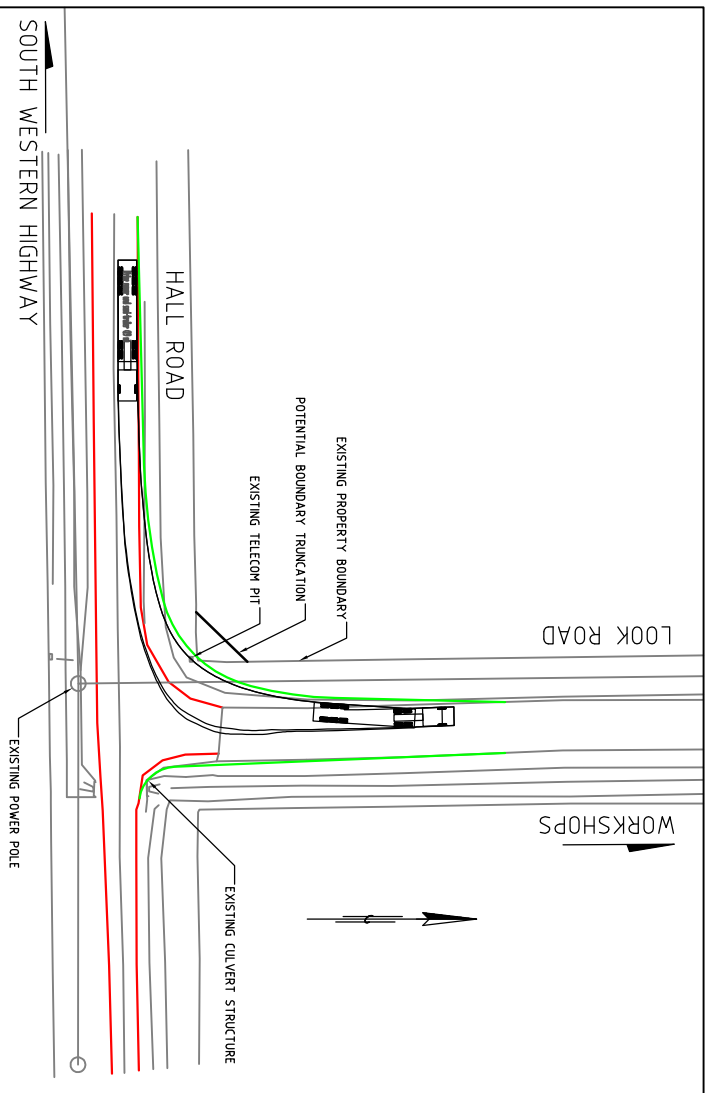 SOUTH WESTERN HIGHWAY
HALL ROAD
POTENTIAL BOUNDARY TRUNCATION
EXISTING PROPERTY BOUNDARY
EXISTING TELECOM PIT
LOOK ROAD
EXISTING POWER POLE
WORKSHOPS
EXISTING CULVERT STRUCTURE